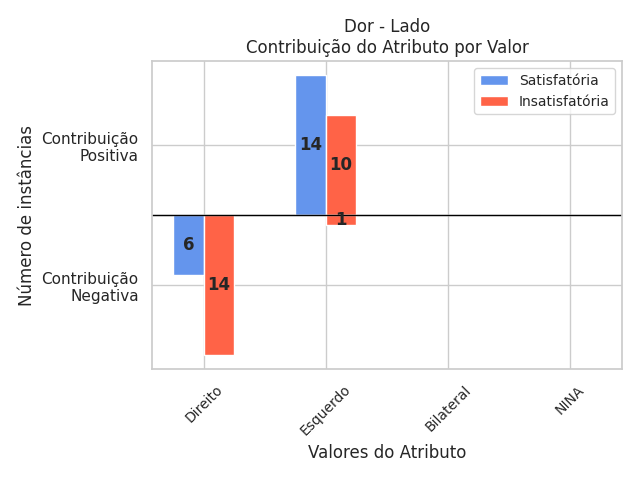 Dor - Lado
Contribuição do Atributo por Valor
Satisfatória
Insatisfatória
Número de instâncias
Contribuição
Positiva
Contribuição
Negativa
14
10
1
6
14
Direito
Esquerdo
Bilateral
NINA
Valores do Atributo